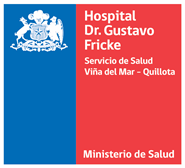 Hospital
Dr. Gustavo
Fricke
Servicio de Salud
Viña del Mar - Quillota
Ministerio de Salud